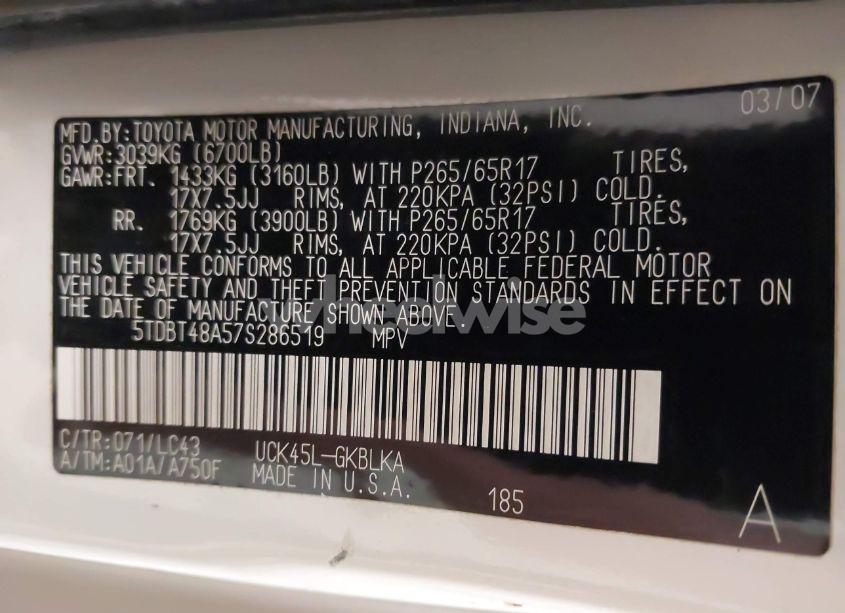 03/07
MFD.BY:TOYOTA MOTOR MANUFACTURING, INDIANA, INC.
GVWR:3039KG (6700LB)
GAWR:FRT. 1433KG (3160LB) WITH P265/65R17 TIRES,
17X7.5JJ RIMS, AT 220KPA (32PSI) COLD.
RR. 1769KG (3900LB) WITH P265/65R17 TIRES,
17X7.5JJ RIMS, AT 220KPA (32PSI) COLD.
THIS VEHICLE CONFORMS TO ALL APPLICABLE FEDERAL MOTOR
VEHICLE SAFETY AND THEFT PREVENTION STANDARDS IN EFFECT ON
THE DATE OF MANUFACTURE SHOWN ABOVE.
wheelwise
5TDBT48A57S286519 MPV
C/TR:071/LC43 UCK45L-GKBLKA
A/TM:A01A/A750F MADE IN U.S.A.
185
A